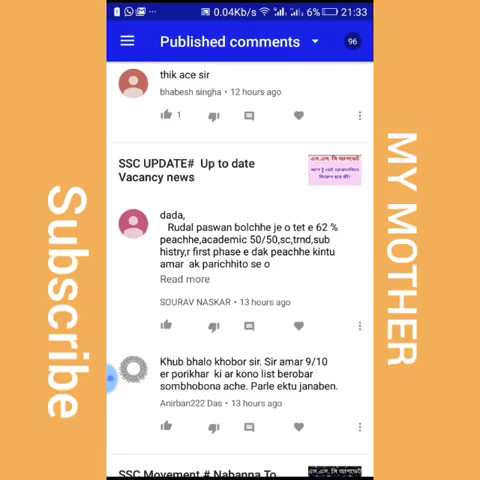 0.04Kb/s 6% 21:33
Published comments
96
thik ace sir
bhabesh singha • 12 hours ago
1
SSC UPDATE# Up to date
Vacancy news
এস.এস. সি আপডেট
dada,
Rudal paswan bolchhe je o tet e 62 %
peachhe,academic 50/50,sc,trnd,sub
histry,r first phase e dak peachhe kintu
amar ak parichhito se o
Read more
SOURAV NASKAR • 13 hours ago
Khub bhalo khobor sir. Sir amar 9/10
er porikhar ki ar kono list berobar
sombhobona ache. Parle ektu janaben.
Anirban222 Das • 13 hours ago
SSC Movement # Nabanna To
Subscribe
MY MOTHER